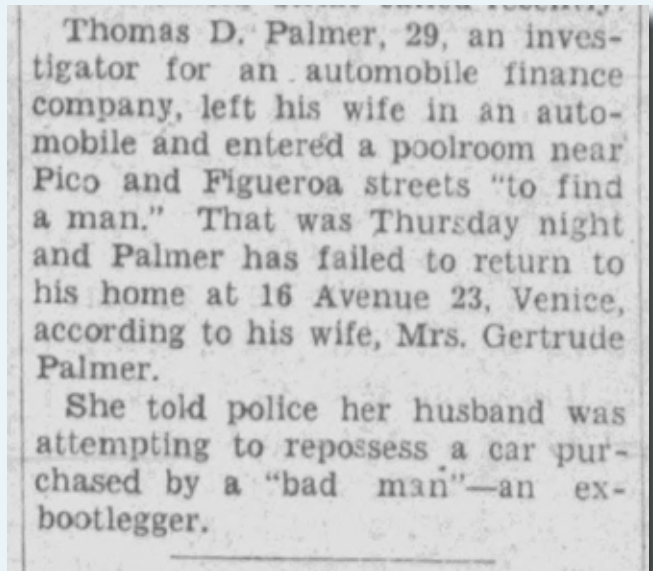 Thomas D. Palmer, 29, an inves-
tigator for an automobile finance
company, left his wife in an auto-
mobile and entered a poolroom near
Pico and Figueroa streets "to find
a man." That was Thursday night
and Palmer has failed to return to
his home at 16 Avenue 23, Venice,
according to his wife, Mrs. Gertrude
Palmer.
She told police her husband was
attempting to repossess a car pur-
chased by a "bad man"—an ex-
bootlegger.